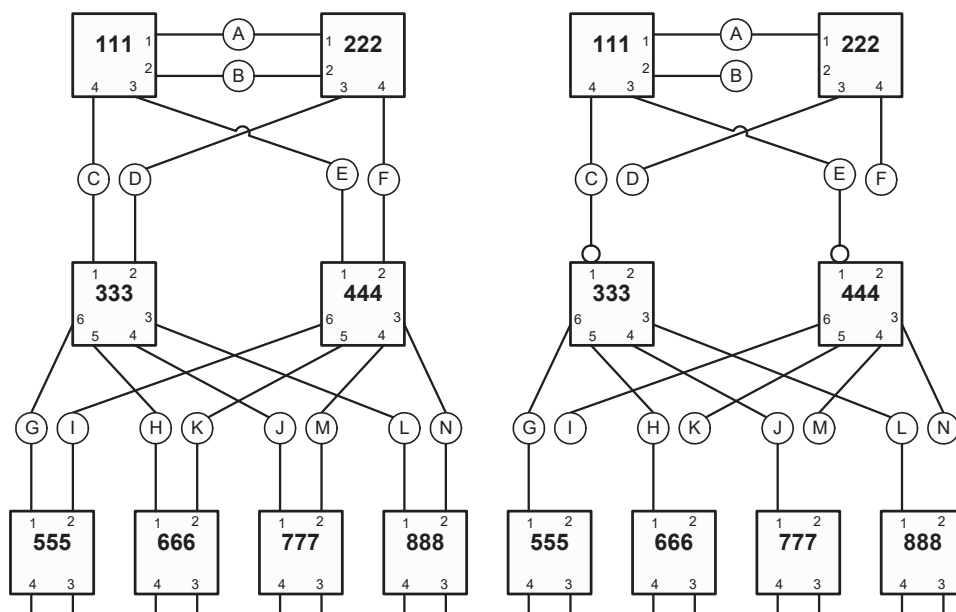 111 1 A 1 222 111 1 A 1 222
2 B 2 2 B 2
4 3 3 4 4 3 3 4
C D E F C D E F
1 2 1 2 1 2 1 2
333 444 333 444
6 3 6 3 6 3 6 3
5 4 5 4 5 4 5 4
G I H K J M L N G I H K J M L N
1 2 1 2 1 2 1 2 1 2 1 2 1 2 1 2
555 666 777 888 555 666 777 888
4 3 4 3 4 3 4 3 4 3 4 3 4 3 4 3